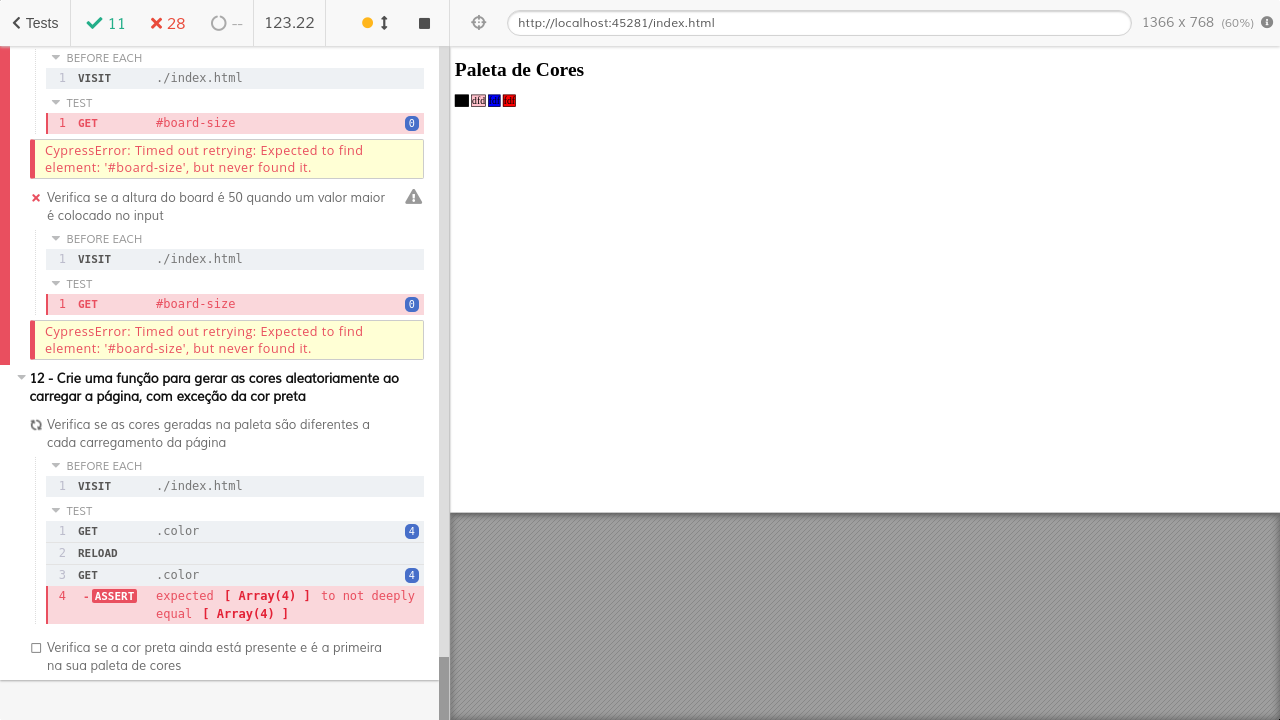 Tests
11
28
--
123.22
http://localhost:45281/index.html
1366 x 768 (60%)
BEFORE EACH
1 VISIT ./index.html
TEST
1 GET #board-size 0
CypressError: Timed out retrying: Expected to find
element: '#board-size', but never found it.
Verifica se a altura do board é 50 quando um valor maior
é colocado no input
BEFORE EACH
1 VISIT ./index.html
TEST
1 GET #board-size 0
CypressError: Timed out retrying: Expected to find
element: '#board-size', but never found it.
12 - Crie uma função para gerar as cores aleatoriamente ao
carregar a página, com exceção da cor preta
Verifica se as cores geradas na paleta são diferentes a
cada carregamento da página
BEFORE EACH
1 VISIT ./index.html
TEST
1 GET .color 4
2 RELOAD
3 GET .color 4
4 -ASSERT expected [ Array(4) ] to not deeply
equal [ Array(4) ]
Verifica se a cor preta ainda está presente e é a primeira
na sua paleta de cores
Paleta de Cores
dfd